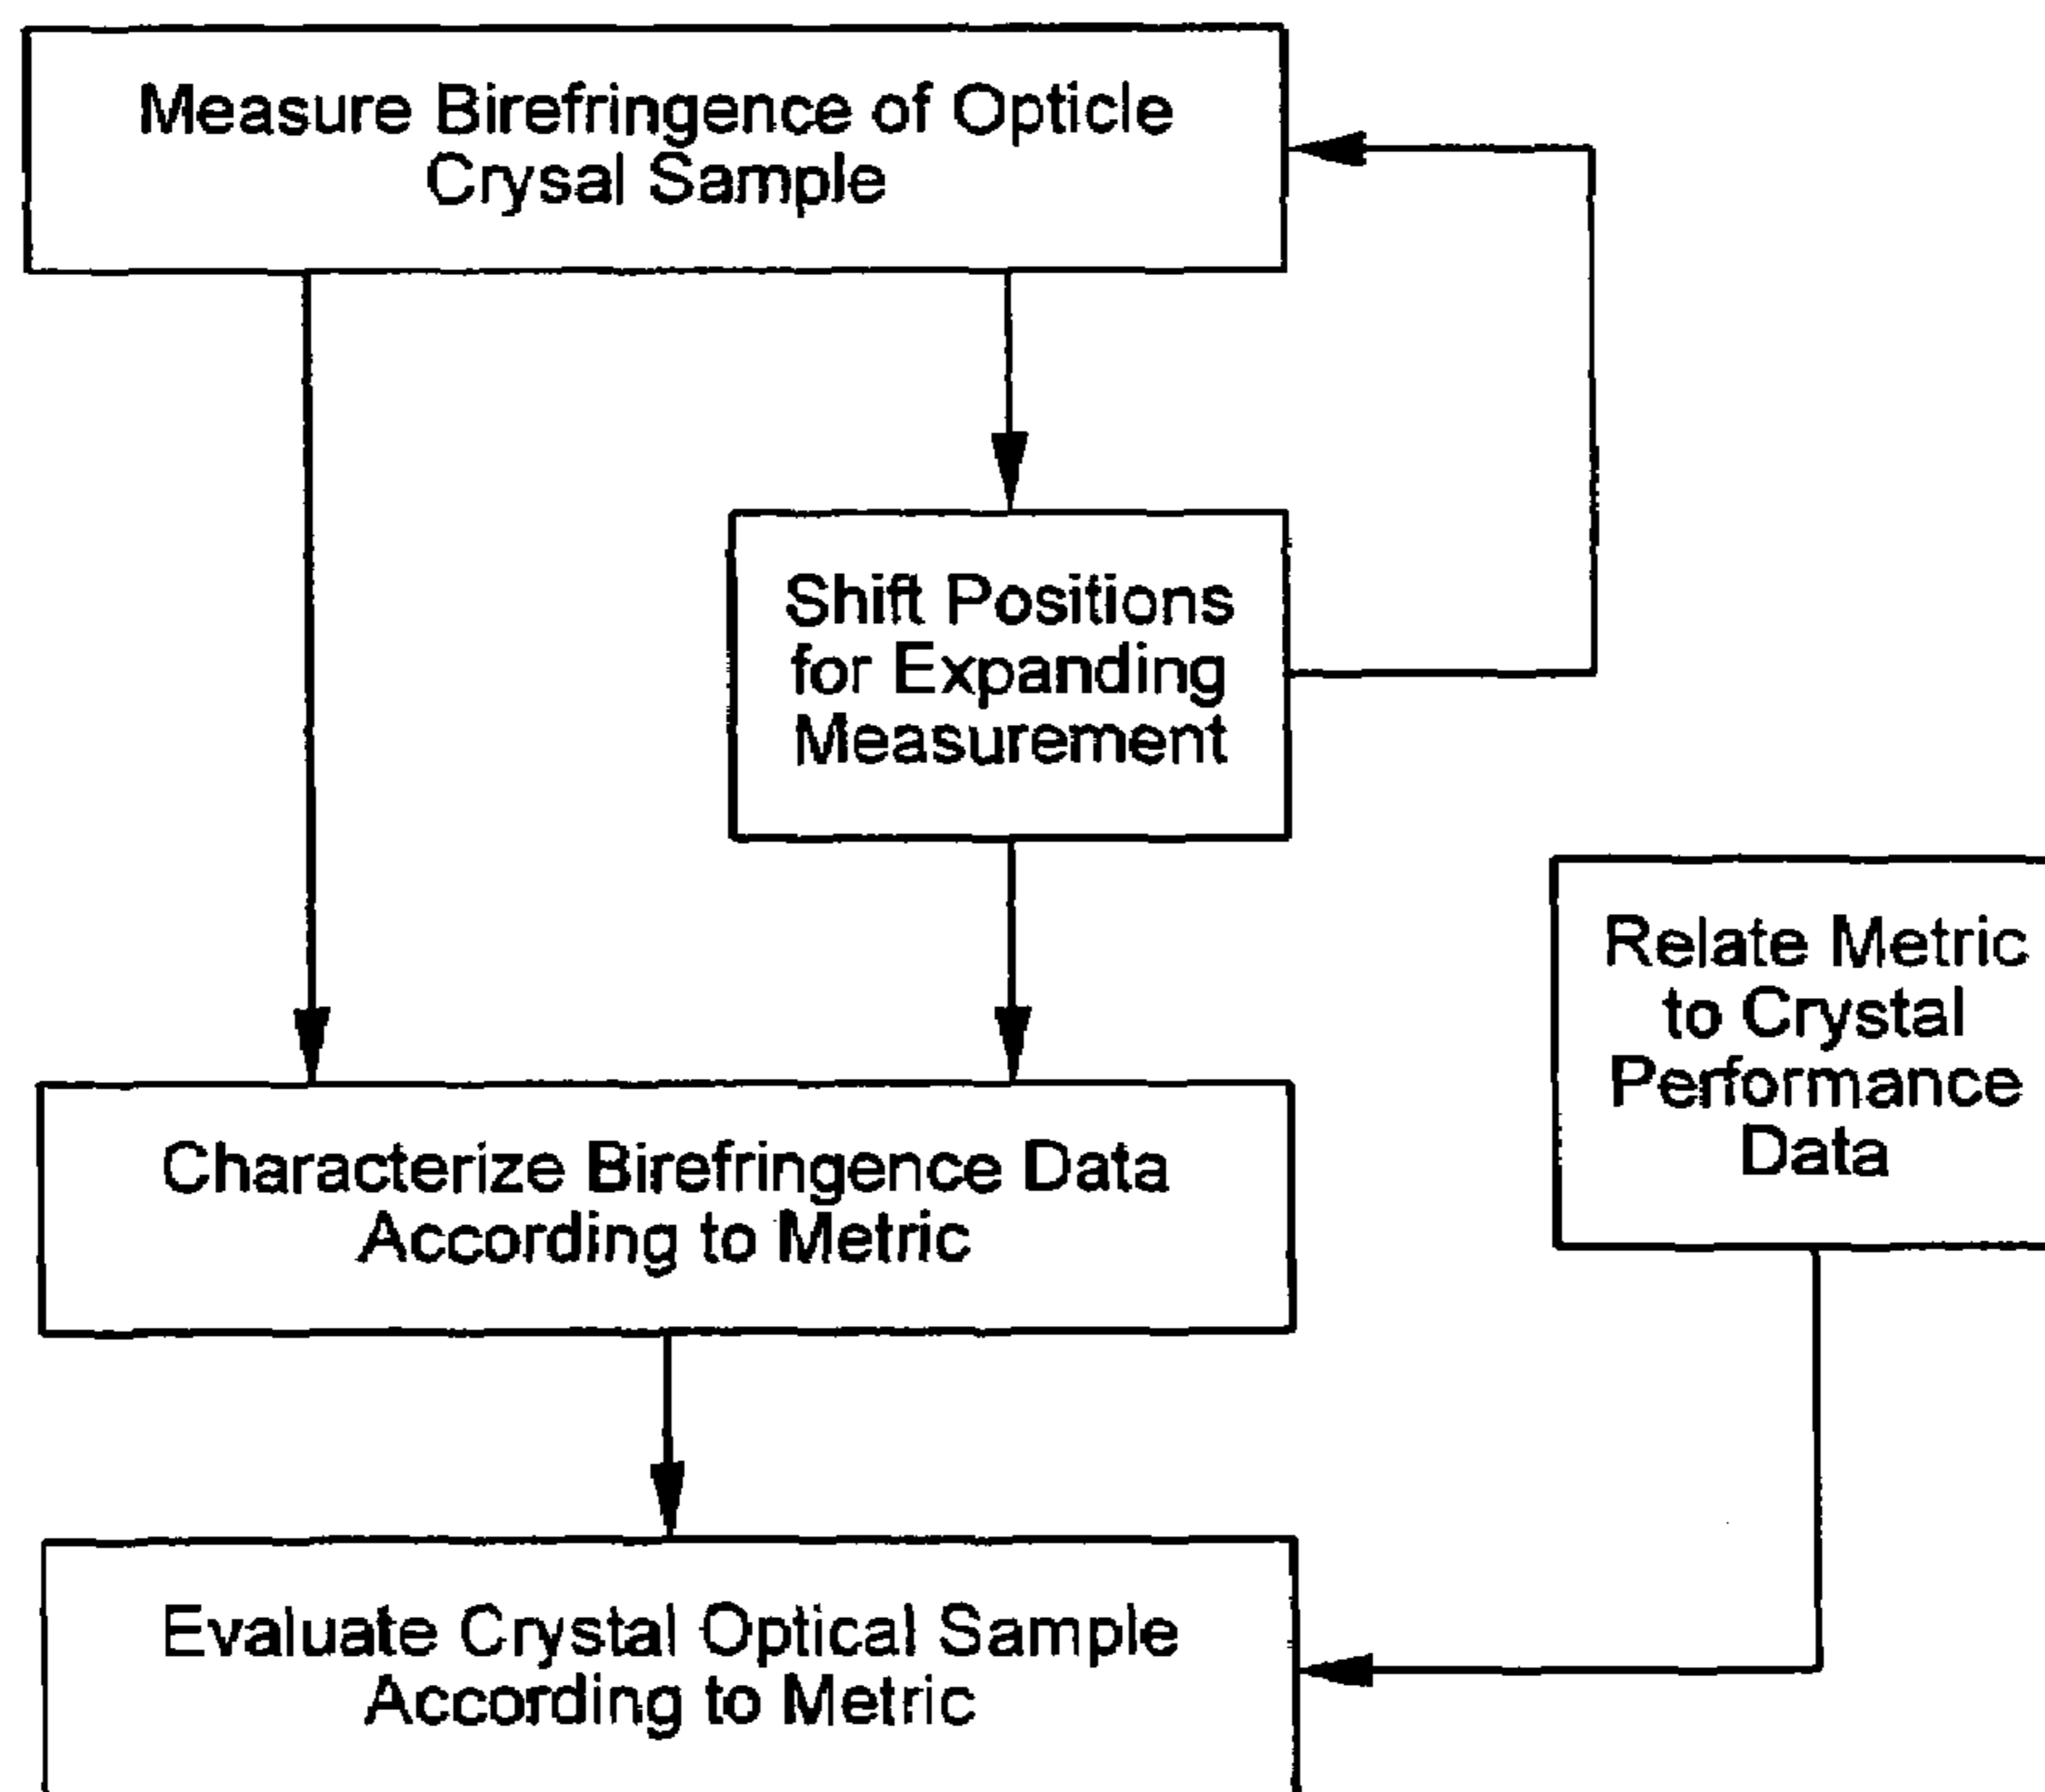 Measure Birefringence of Opticle
Crysal Sample
Shift Positions
for Expanding
Measurement
Relate Metric
to Crystal
Performance
Data
Characterize Birefringence Data
According to Metric
Evaluate Crystal Optical Sample
According to Metric